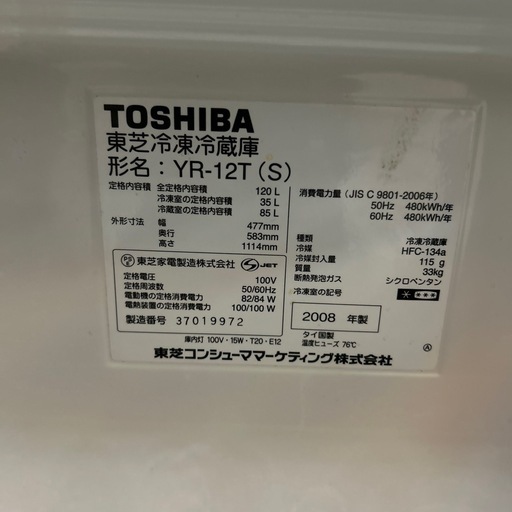 TOSHIBA
東芝冷凍冷蔵庫
形名：YR-12T（S）
定格内容積 全定格内容積 120 L
冷凍室の定格内容積 35 L
冷蔵室の定格内容積 85 L
外形寸法 幅 477mm
奥行 583mm
高さ 1114mm
PS E 東芝家電製造株式会社 S JET
定格電圧 100V
定格周波数 50/60Hz
電動機の定格消費電力 82/84 W
電熱装置の定格消費電力 100/100 W
製造番号 37019972
消費電力量（JIS C 9801-2006年）
50Hz 480kWh/年
60Hz 480kWh/年
種類 冷凍冷蔵庫
冷媒 HFC-134a
冷媒封入量 115 g
質量 33kg
断熱発泡ガス シクロペンタン
冷凍室の記号
2008 年製
タイ国製
温度ヒューズ 76℃
庫内灯 100V・15W・T20・E12
Ⓐ
東芝コンシューママーケティング株式会社